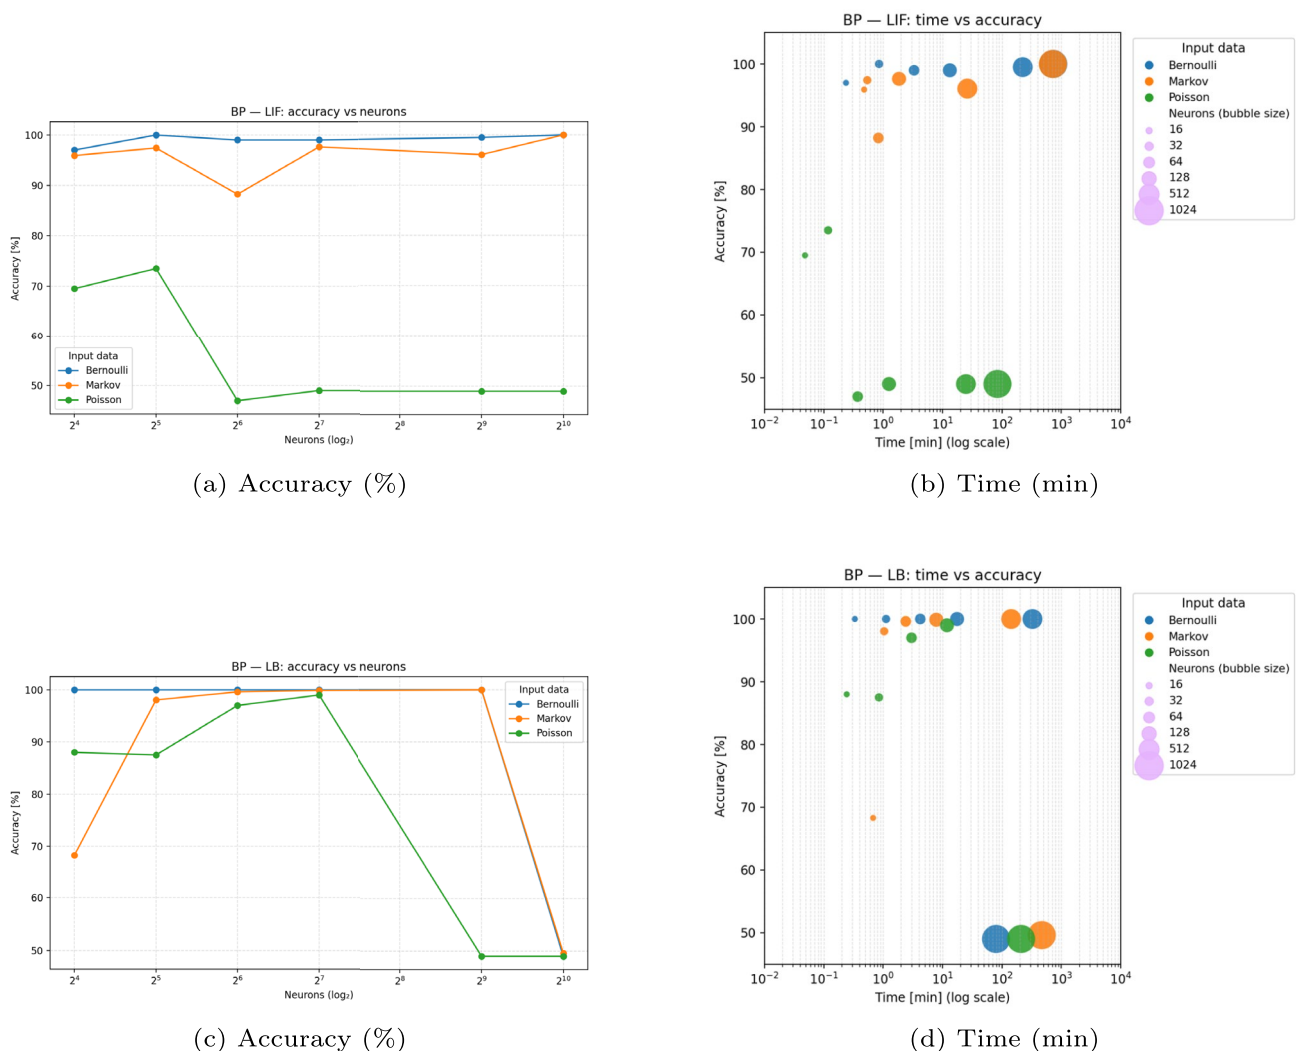 BP — LIF: accuracy vs neurons
Accuracy [%]
100
90
80
70
60
50
Input data
Bernoulli
Markov
Poisson
2⁴ 2⁵ 2⁶ 2⁷ 2⁸ 2⁹ 2¹⁰
Neurons (log₂)
(a) Accuracy (%)
BP — LIF: time vs accuracy
Accuracy [%]
100
90
80
70
60
50
10⁻² 10⁻¹ 10⁰ 10¹ 10² 10³ 10⁴
Time [min] (log scale)
Input data
Bernoulli
Markov
Poisson
Neurons (bubble size)
16
32
64
128
512
1024
(b) Time (min)
BP — LB: accuracy vs neurons
Accuracy [%]
100
90
80
70
60
50
Input data
Bernoulli
Markov
Poisson
2⁴ 2⁵ 2⁶ 2⁷ 2⁸ 2⁹ 2¹⁰
Neurons (log₂)
(c) Accuracy (%)
BP — LB: time vs accuracy
Accuracy [%]
100
90
80
70
60
50
10⁻² 10⁻¹ 10⁰ 10¹ 10² 10³ 10⁴
Time [min] (log scale)
Input data
Bernoulli
Markov
Poisson
Neurons (bubble size)
16
32
64
128
512
1024
(d) Time (min)